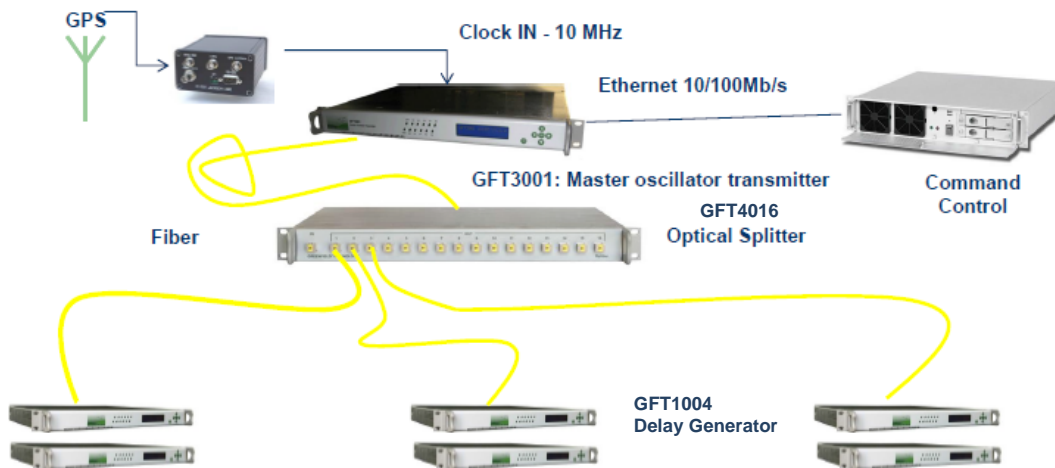 GPS
Clock IN - 10 MHz
Ethernet 10/100Mb/s
GFT3001: Master oscillator transmitter
Command
Control
GFT4016
Optical Splitter
Fiber
GFT1004
Delay Generator